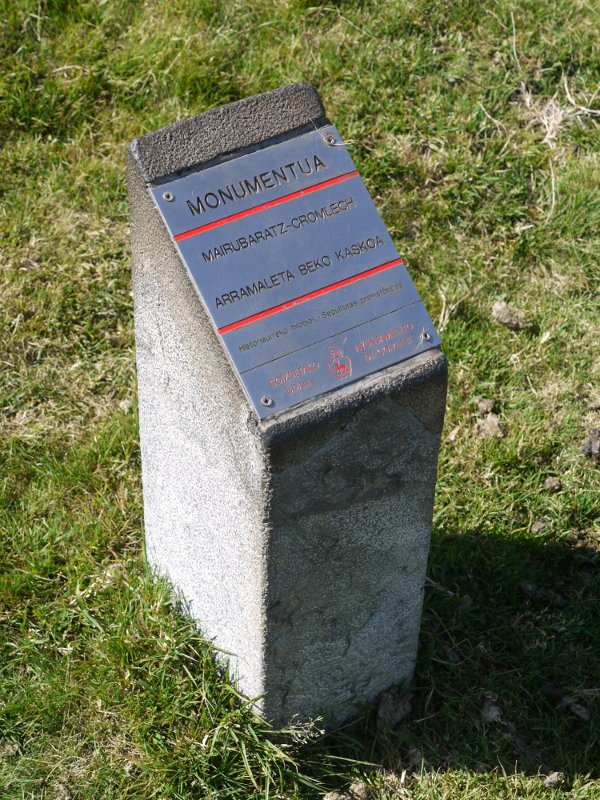 MONUMENTUA
MAIRUBARATZ-CROMLECH
ARRAMALETA BEKO KASKOA
Historiaurreko hilobiak - Sepulturas prehistóricas
GOIZUETAKO
UDALA
AYUNTAMIENTO
DE GOIZUETA